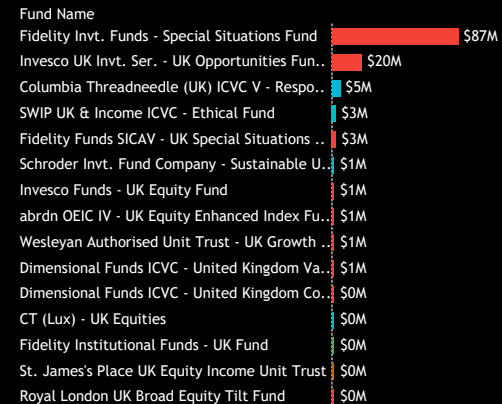 Fund Name
Fidelity Invt. Funds - Special Situations Fund $87M
Invesco UK Invt. Ser. - UK Opportunities Fun.. $20M
Columbia Threadneedle (UK) ICVC V - Respo.. $5M
SWIP UK & Income ICVC - Ethical Fund $3M
Fidelity Funds SICAV - UK Special Situations .. $3M
Schroder Invt. Fund Company - Sustainable U.. $1M
Invesco Funds - UK Equity Fund $1M
abrdn OEIC IV - UK Equity Enhanced Index Fu.. $1M
Wesleyan Authorised Unit Trust - UK Growth .. $1M
Dimensional Funds ICVC - United Kingdom Va.. $1M
Dimensional Funds ICVC - United Kingdom Co.. $0M
CT (Lux) - UK Equities $0M
Fidelity Institutional Funds - UK Fund $0M
St. James's Place UK Equity Income Unit Trust $0M
Royal London UK Broad Equity Tilt Fund $0M